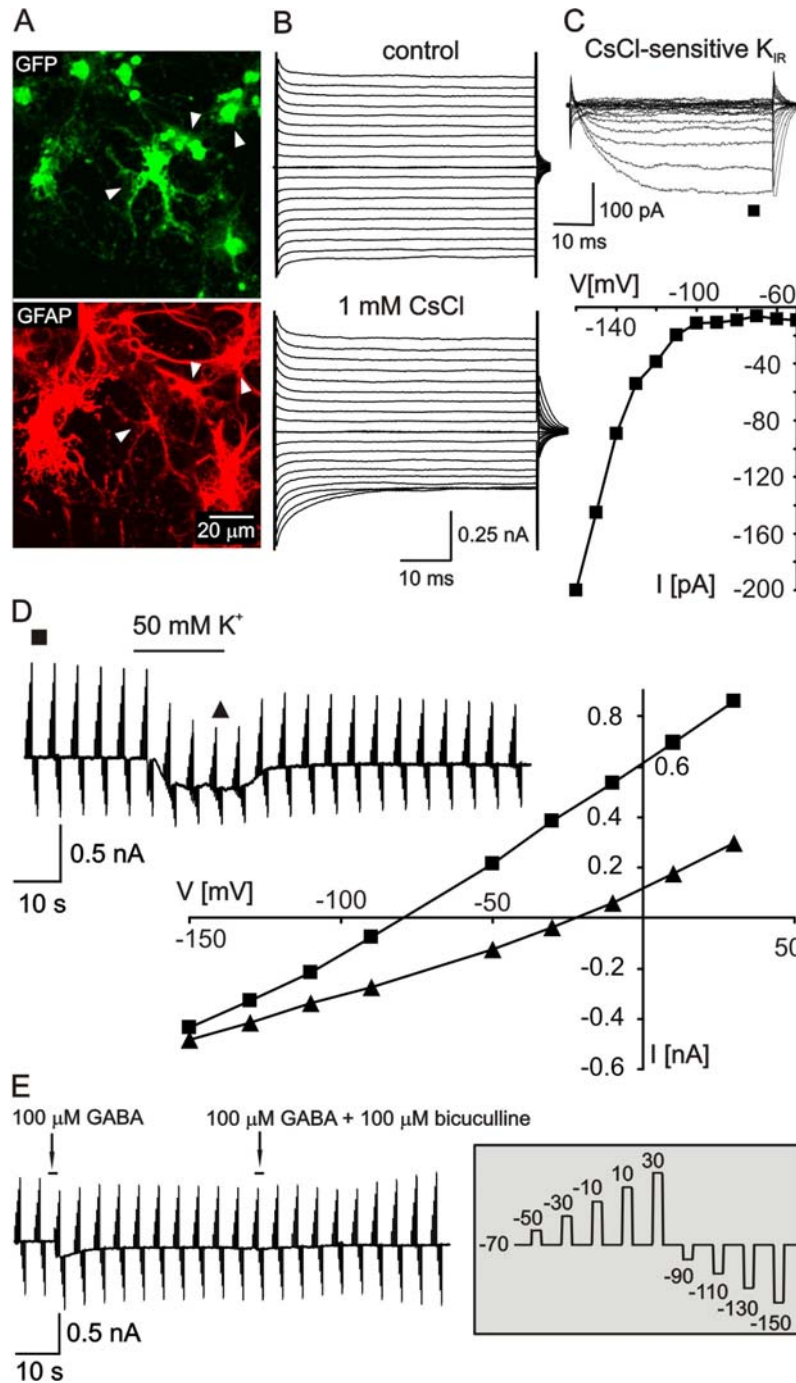 A
GFP
GFAP
20 μm
B
control
1 mM CsCl
0.25 nA
10 ms
C
CsCl-sensitive K_IR
100 pA
10 ms
V[mV]
-100
-60
-140
-40
-80
-120
-160
I [pA]
-200
D
50 mM K⁺
0.5 nA
10 s
0.8
0.6
0.4
0.2
V [mV]
-100
-50
-150
50
-0.2
-0.4
-0.6
I [nA]
E
100 μM GABA
100 μM GABA + 100 μM bicuculline
0.5 nA
10 s
30
10
-10
-30
-50
-70
-90
-110
-130
-150